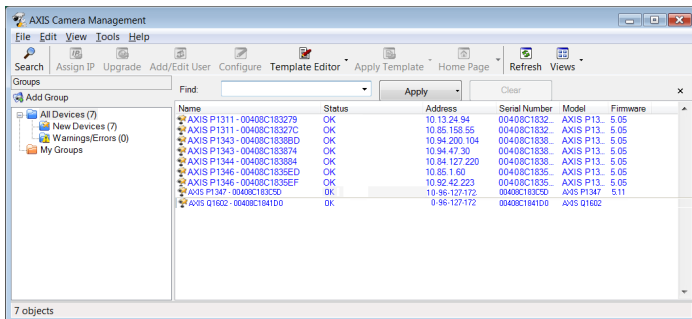 AXIS Camera Management
File Edit View Tools Help
Search Assign IP Upgrade Add/Edit User Configure Template Editor Apply Template Home Page Refresh Views
Groups
Add Group
Find: Apply Clear x
All Devices (7)
New Devices (7)
Warnings/Errors (0)
My Groups
Name Status Address Serial Number Model Firmware
AXIS P1311 - 00408C183279 OK 10.13.24.94 00408C1832... AXIS P13... 5.05
AXIS P1311 - 00408C18327C OK 10.85.158.55 00408C1832... AXIS P13... 5.05
AXIS P1343 - 00408C1838BD OK 10.94.200.104 00408C1838... AXIS P13... 5.05
AXIS P1343 - 00408C183874 OK 10.94.47.30 00408C1838... AXIS P13... 5.05
AXIS P1344 - 00408C183884 OK 10.84.127.220 00408C1838... AXIS P13... 5.05
AXIS P1346 - 00408C1835ED OK 10.85.1.60 00408C1835... AXIS P13... 5.05
AXIS P1346 - 00408C1835EF OK 10.92.42.223 00408C1835... AXIS P13... 5.05
AXIS P1347 - 00408C183C5D OK 10-96-127-172 00408C183C5D AXIS P1347 5.11
AXIS Q1602 - 00408C1841D0 OK 0-96-127-172 00408C1841D0 AXIS Q1602
7 objects